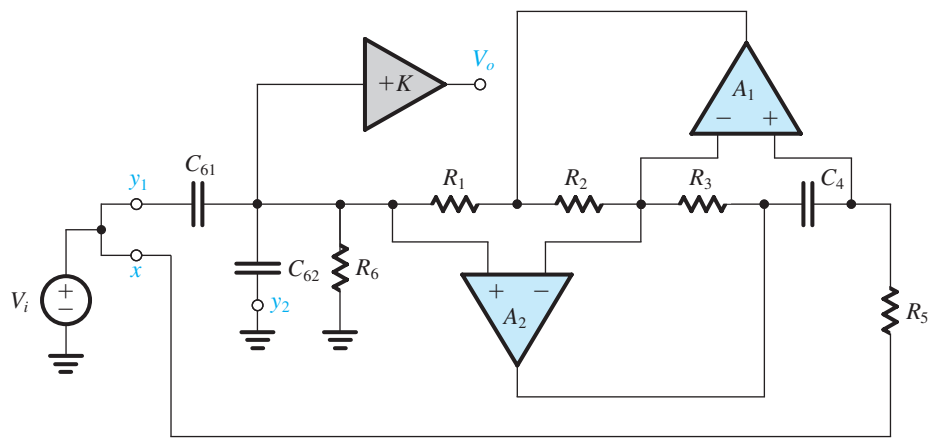 +K
V_o
A_1
− +
C_61
y_1
R_1
R_2
R_3
C_4
x
C_62
R_6
y_2
+ −
A_2
V_i
+
−
R_5